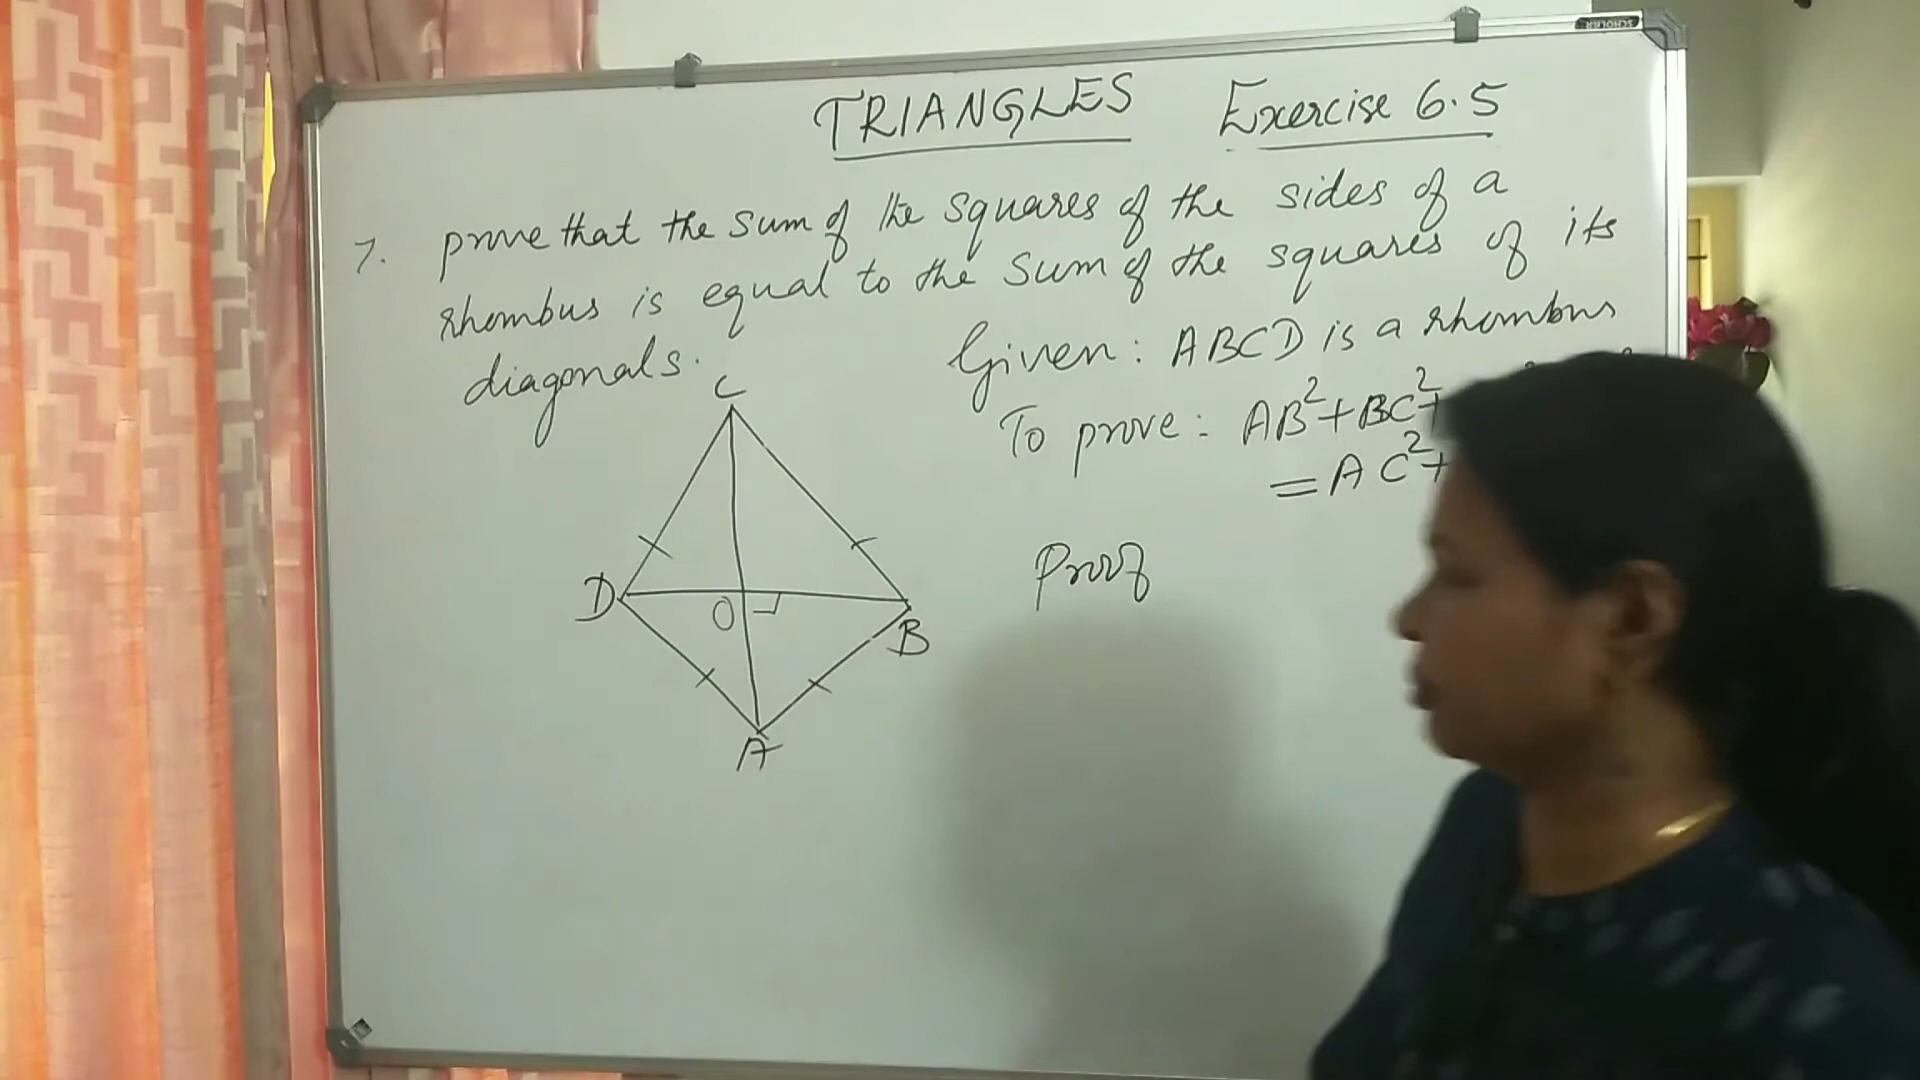 SCHOLAR
TRIANGLES Exercise 6.5
7. prove that the sum of the squares of the sides of a
rhombus is equal to the sum of the squares of its
diagonals.
Given: ABCD is a rhombus
To prove: AB²+BC²+
=AC²+
Proof
C
D
O
B
A